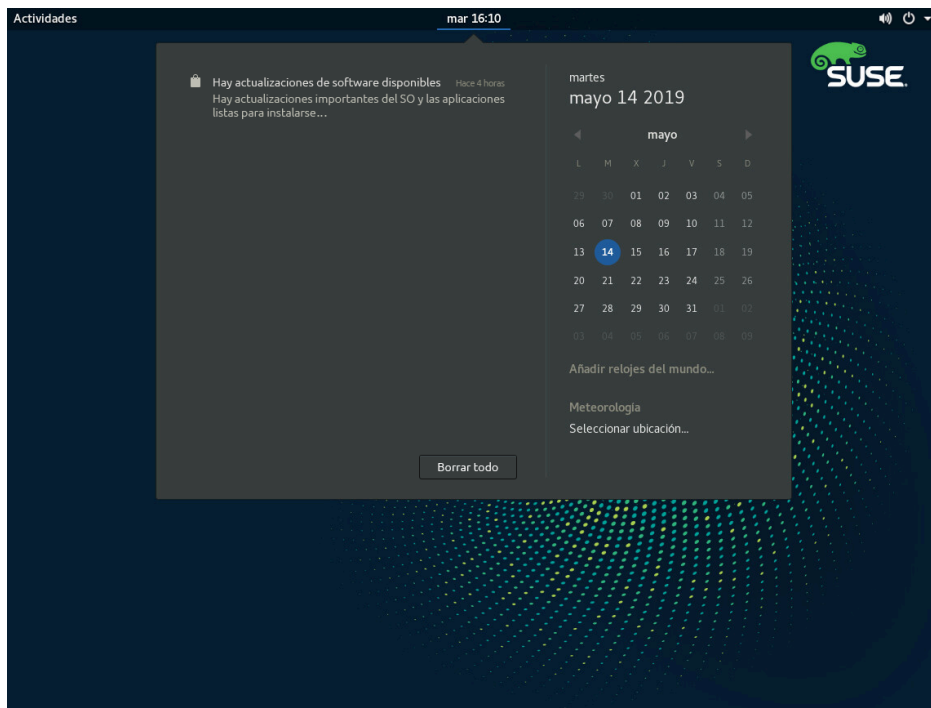 Actividades
mar 16:10
SUSE.
Hay actualizaciones de software disponibles Hace 4 horas
Hay actualizaciones importantes del SO y las aplicaciones
listas para instalarse...
Borrar todo
martes
mayo 14 2019
mayo
L M X J V S D
29 30 01 02 03 04 05
06 07 08 09 10 11 12
13 14 15 16 17 18 19
20 21 22 23 24 25 26
27 28 29 30 31 01 02
03 04 05 06 07 08 09
Añadir relojes del mundo...
Meteorologia
Seleccionar ubicación...